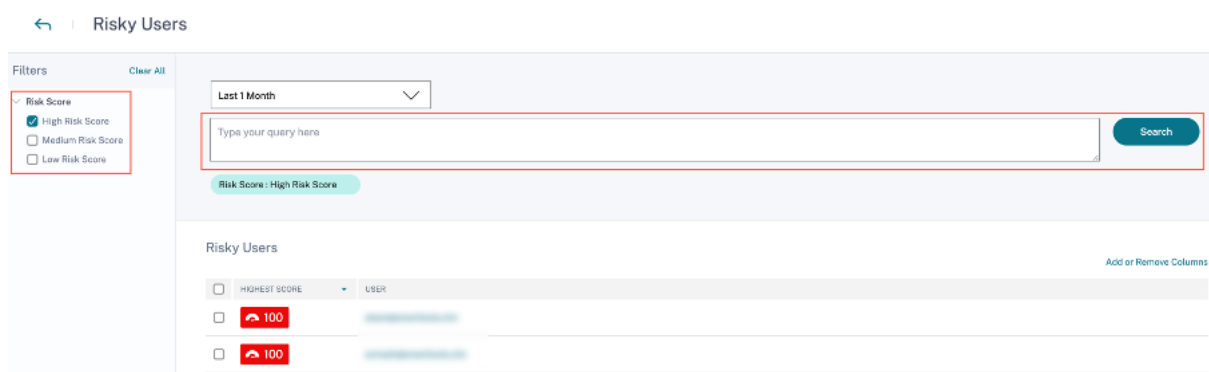 Risky Users
Filters
Clear All
Risk Score
High Risk Score
Medium Risk Score
Low Risk Score
Last 1 Month
Type your query here
Search
Risk Score : High Risk Score
Risky Users
Add or Remove Columns
HIGHEST SCORE
USER
100
100